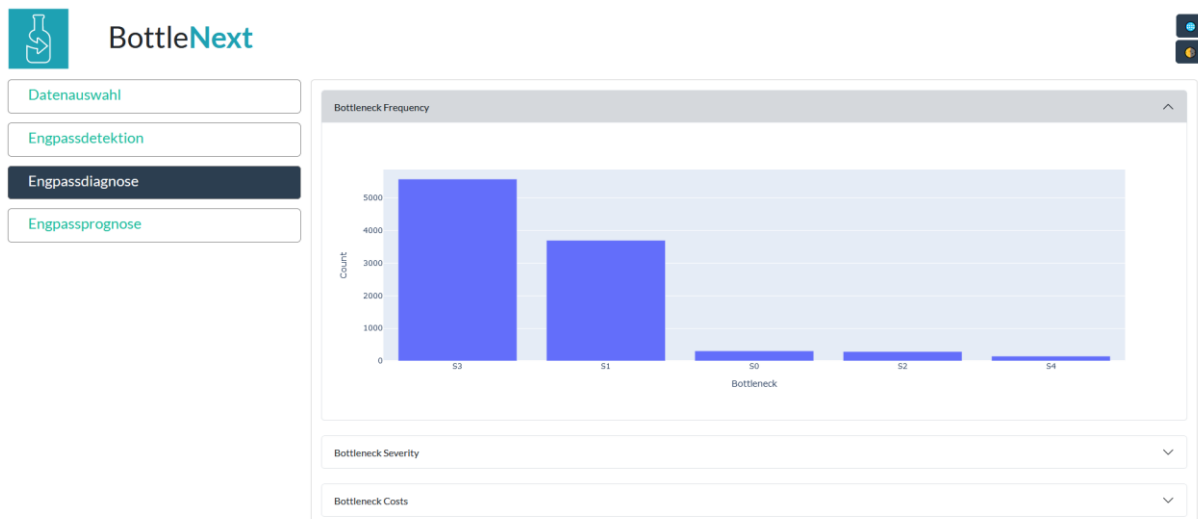 BottleNext
Datenauswahl
Engpassdetektion
Engpassdiagnose
Engpassprognose
Bottleneck Frequency
5000
4000
3000
2000
1000
0
Count
S3 S1 S0 S2 S4
Bottleneck
Bottleneck Severity
Bottleneck Costs